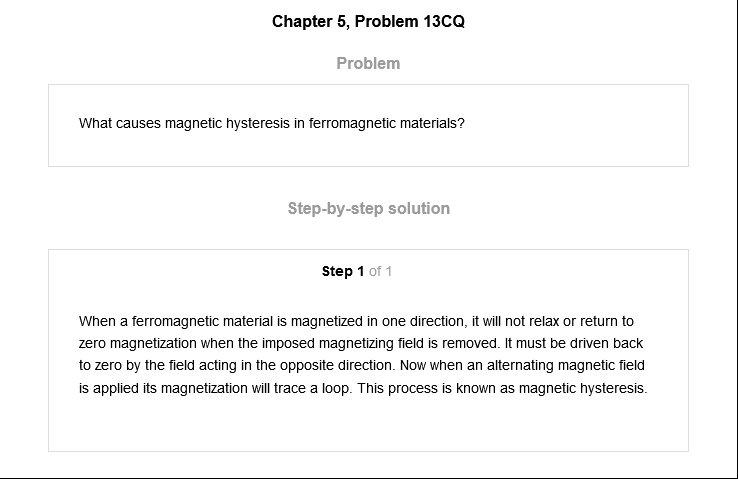 Chapter 5, Problem 13CQ
Problem
What causes magnetic hysteresis in ferromagnetic materials?
Step-by-step solution
Step 1 of 1
When a ferromagnetic material is magnetized in one direction, it will not relax or return to
zero magnetization when the imposed magnetizing field is removed. It must be driven back
to zero by the field acting in the opposite direction. Now when an alternating magnetic field
is applied its magnetization will trace a loop. This process is known as magnetic hysteresis.